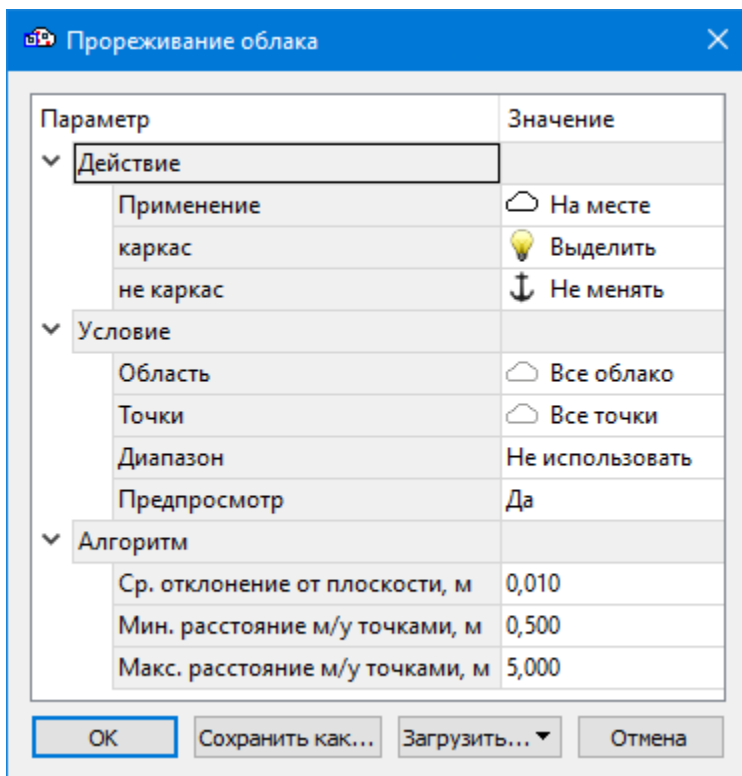 Прореживание облака
Параметр Значение
Действие
Применение На месте
каркас Выделить
не каркас Не менять
Условие
Область Все облако
Точки Все точки
Диапазон Не использовать
Предпросмотр Да
Алгоритм
Ср. отклонение от плоскости, м 0,010
Мин. расстояние м/у точками, м 0,500
Макс. расстояние м/у точками, м 5,000
ОК Сохранить как... Загрузить... Отмена